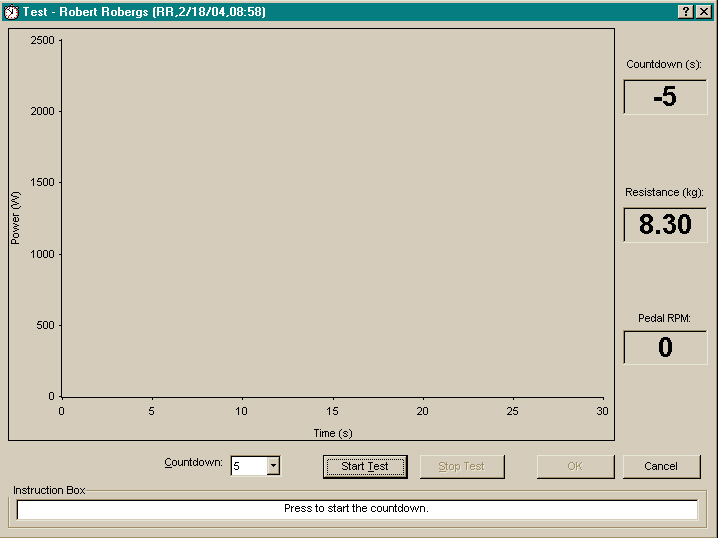 Test - Robert Robergs (RR,2/18/04,08:58)
2500
2000
1500
1000
500
0
Power (W)
0 5 10 15 20 25 30
Time (s)
Countdown (s):
-5
Resistance (kg):
8.30
Pedal RPM:
0
Countdown: 5 Start Test Stop Test OK Cancel
Instruction Box
Press to start the countdown.